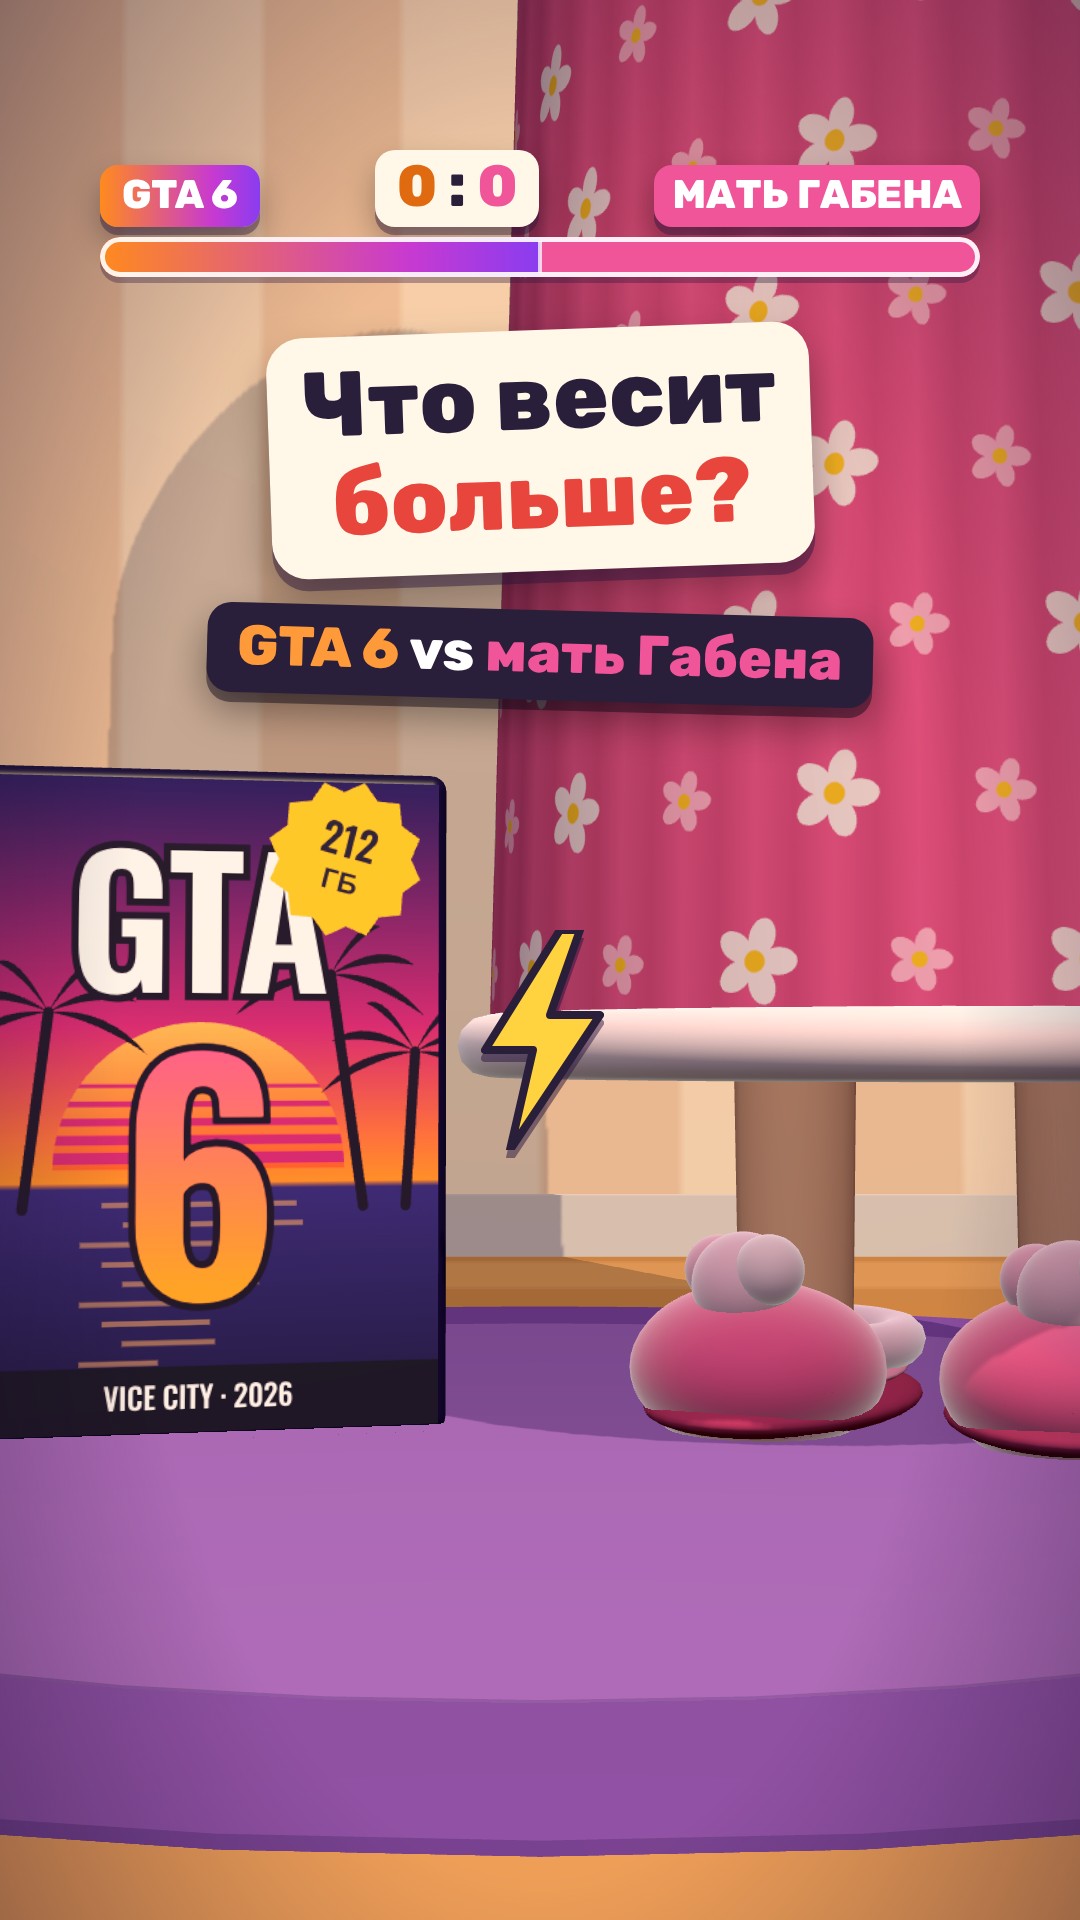 GTA 6
0 : 0
МАТЬ ГАБЕНА
Что весит
больше?
GTA 6 vs мать Габена
212
ГБ
GTA
6
VICE CITY · 2026